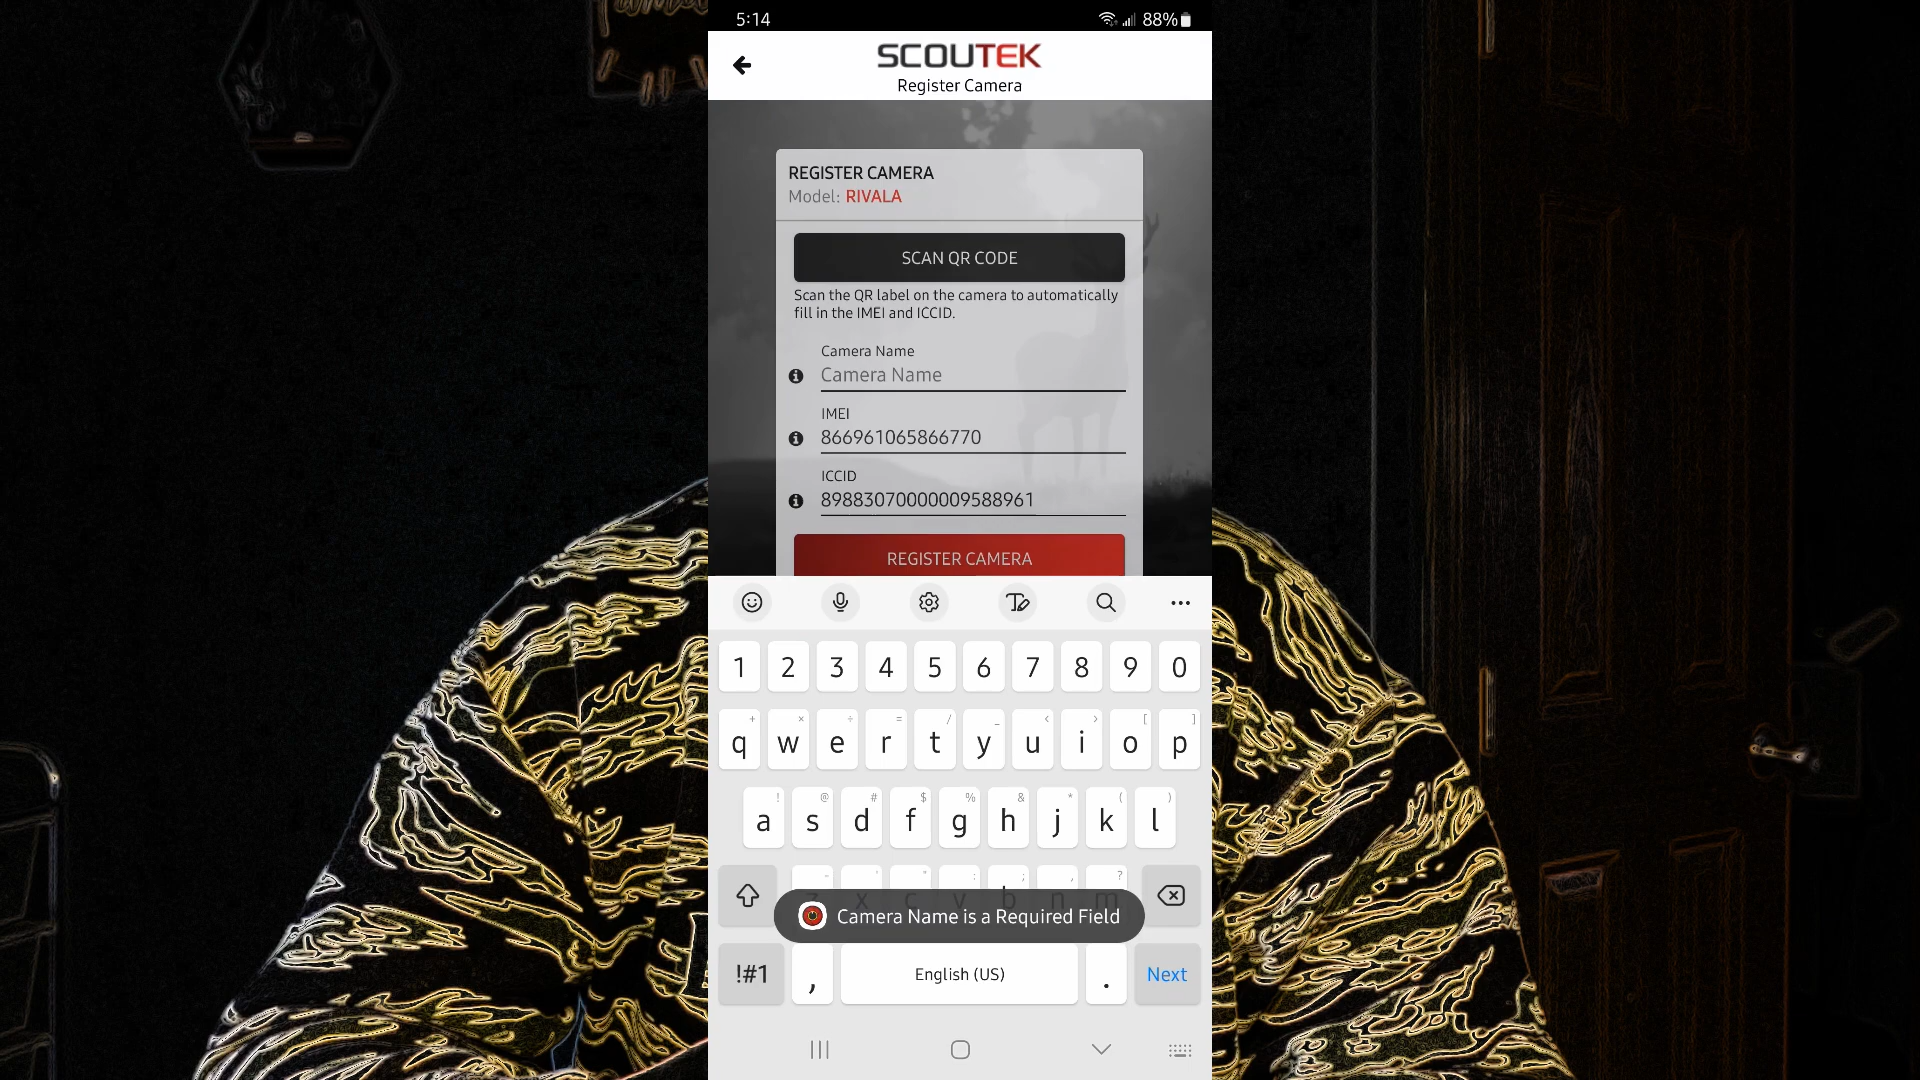 5:14 88%
SCOUTEK
Register Camera
REGISTER CAMERA
Model: RIVALA
SCAN QR CODE
Scan the QR label on the camera to automatically
fill in the IMEI and ICCID.
Camera Name
Camera Name
IMEI
866961065866770
ICCID
89883070000009588961
REGISTER CAMERA
1 2 3 4 5 6 7 8 9 0
+ × ÷ = / _ < > [ ]
q w e r t y u i o p
! @ # $ % & * ( )
a s d f g h j k l
- ' " : ; , ?
z x c v b n m
Camera Name is a Required Field
!#1 , English (US) . Next